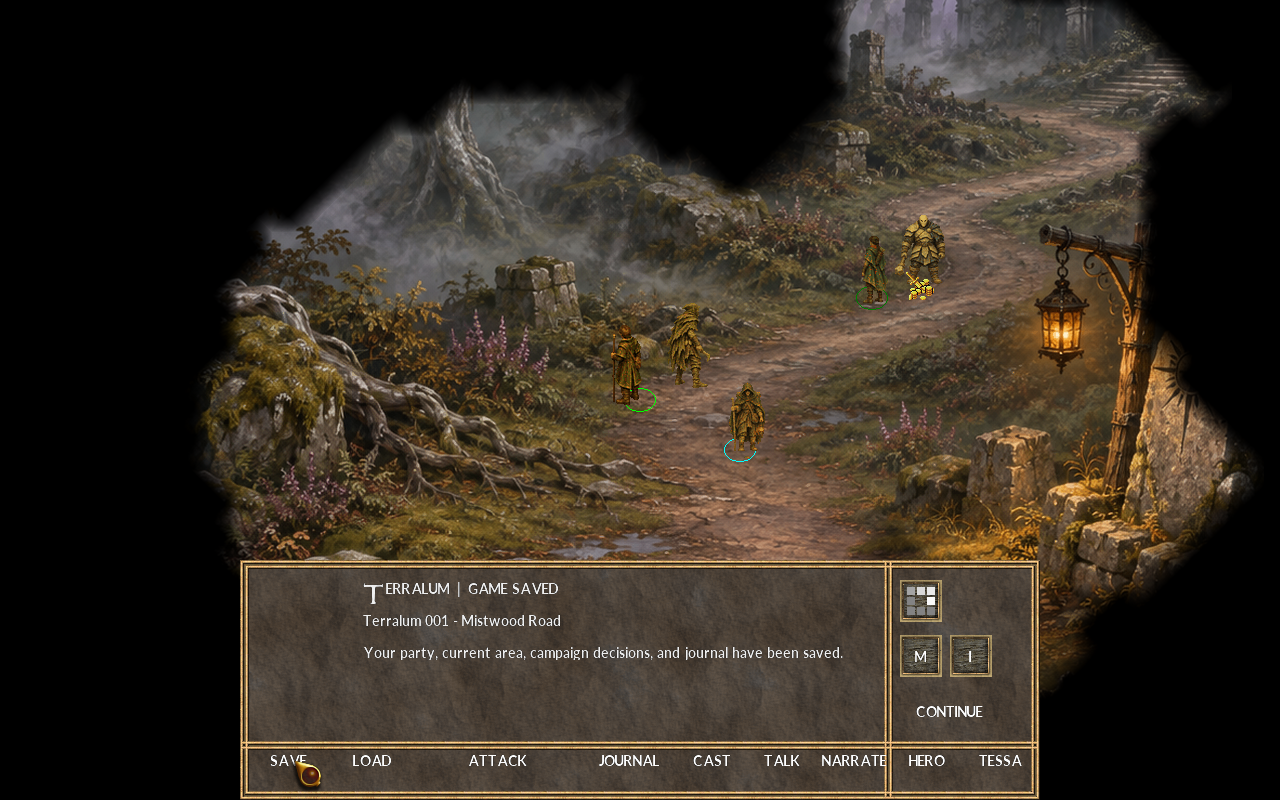 TERRALUM | GAME SAVED
Terralum 001 - Mistwood Road
Your party, current area, campaign decisions, and journal have been saved.
M I
CONTINUE
SAVE LOAD ATTACK JOURNAL CAST TALK NARRATE HERO TESSA